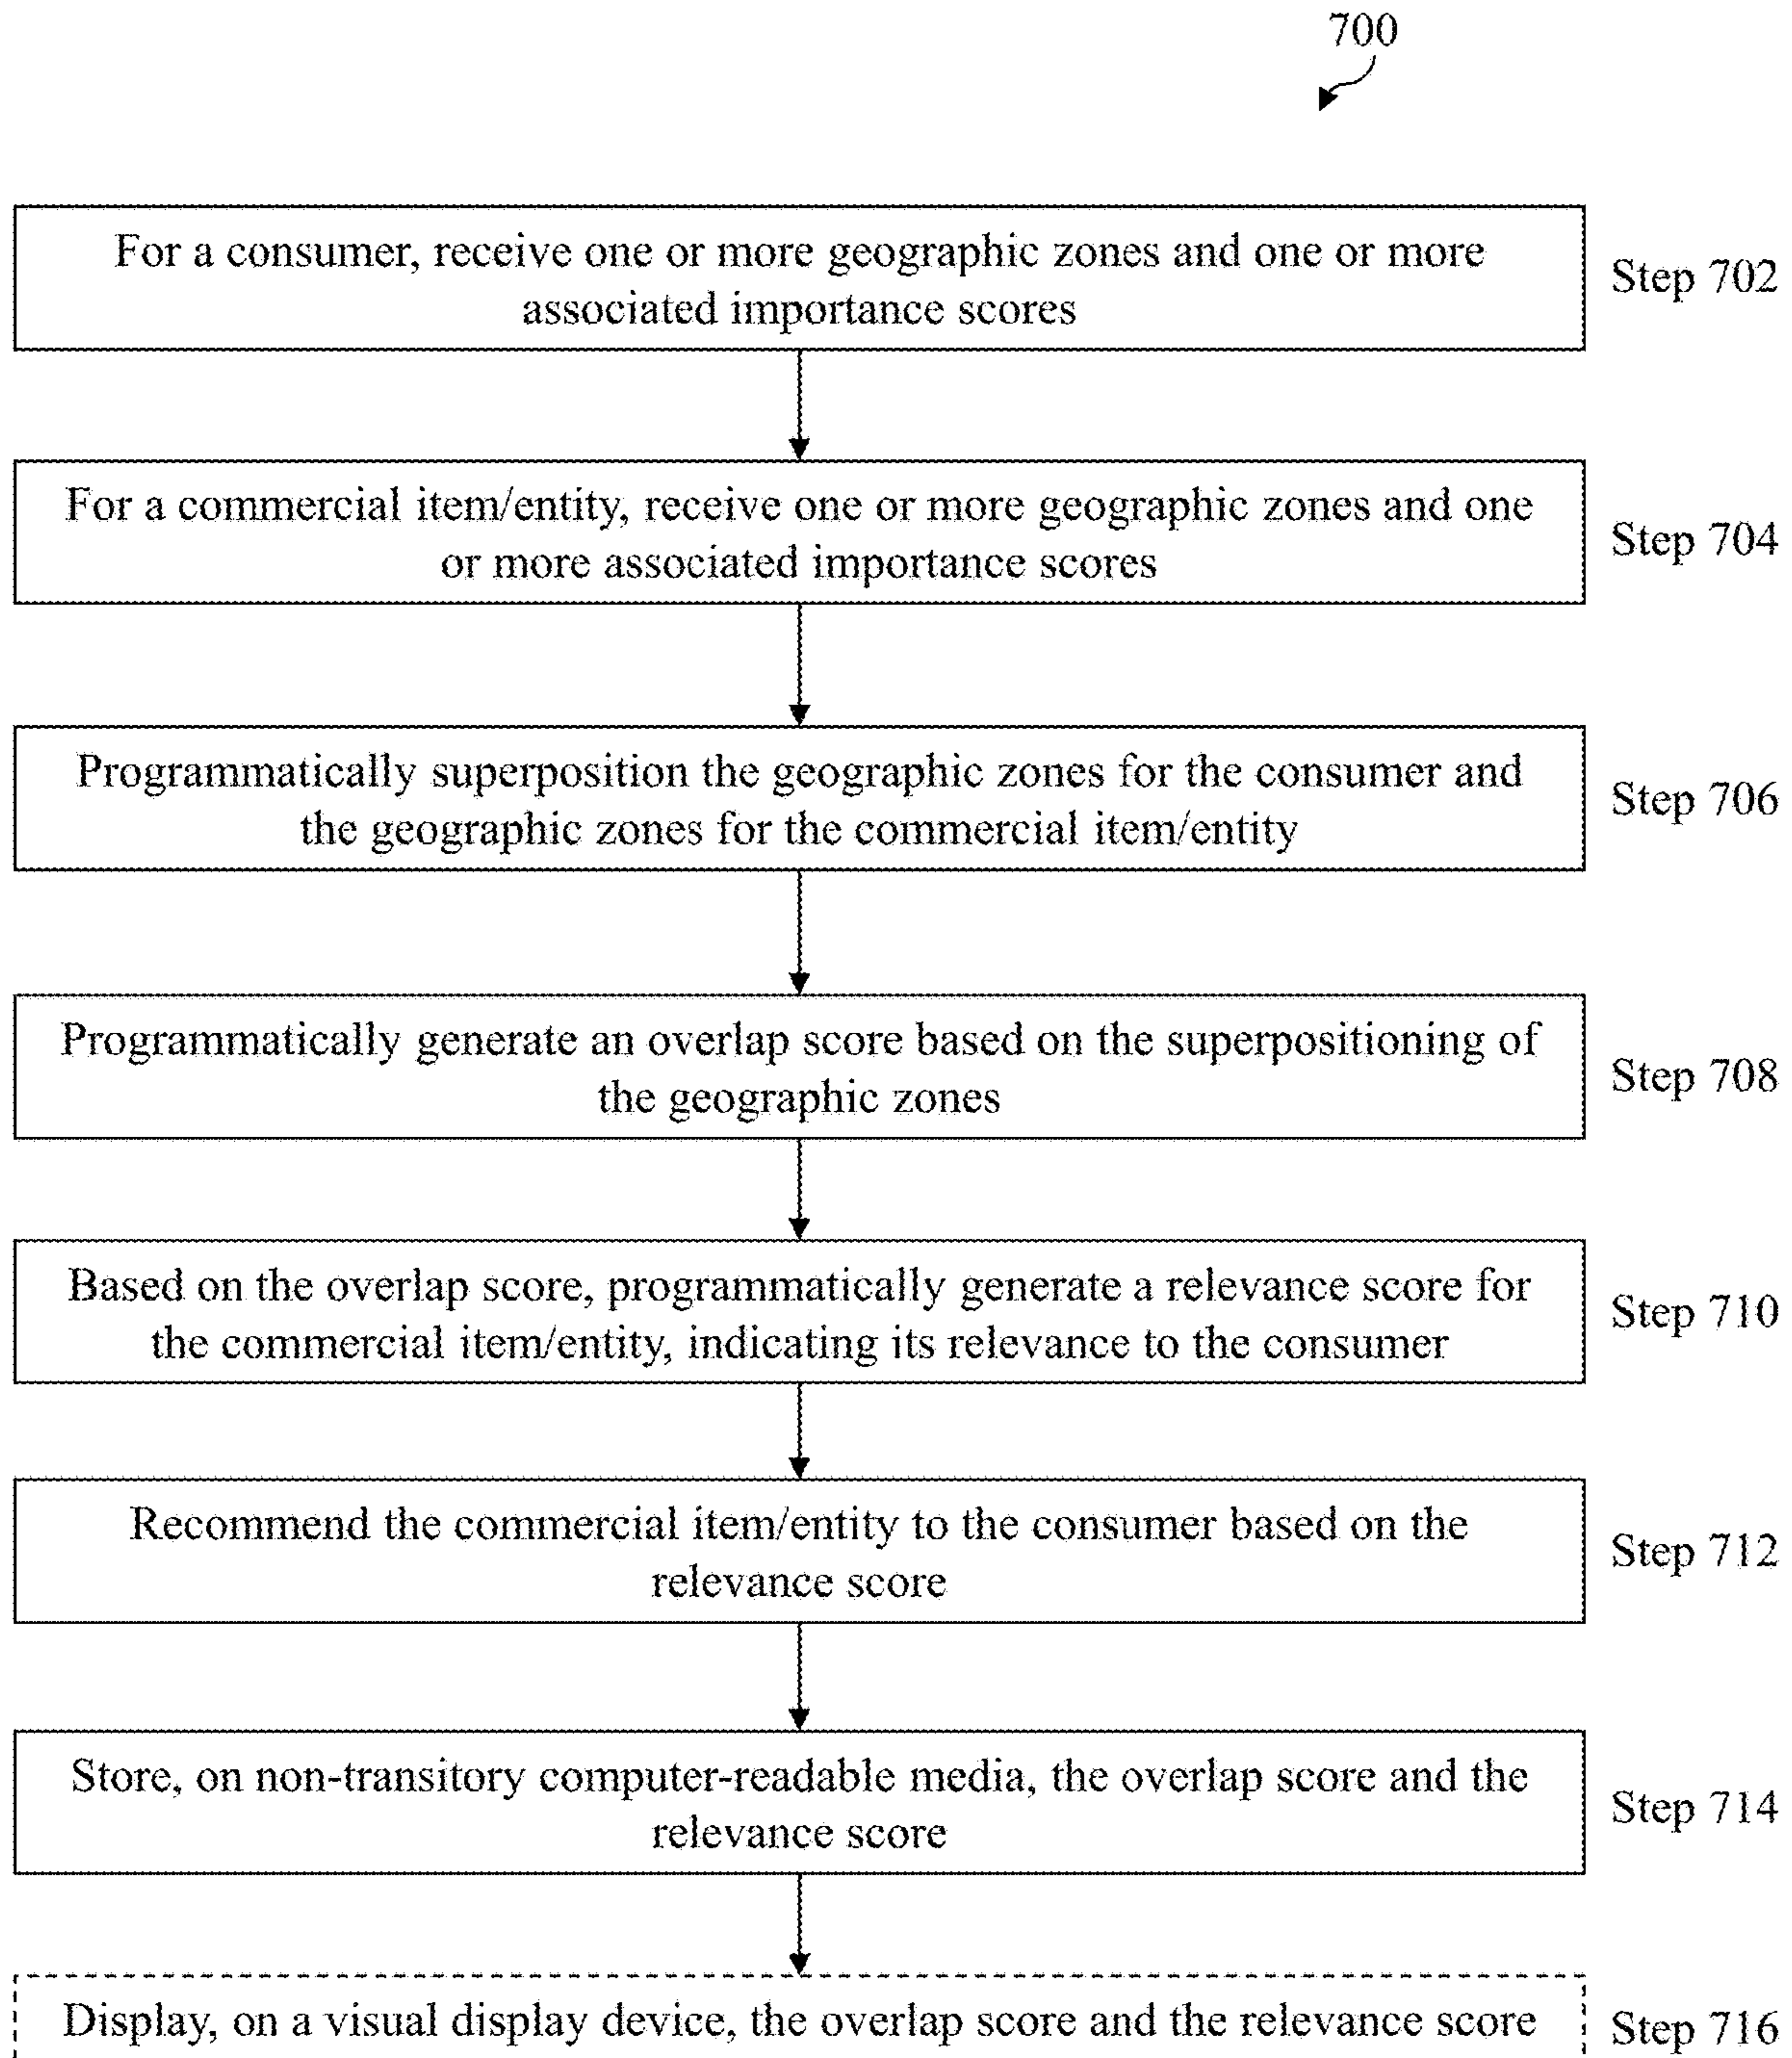 700
For a consumer, receive one or more geographic zones and one or more
associated importance scores
Step 702
For a commercial item/entity, receive one or more geographic zones and one
or more associated importance scores
Step 704
Programmatically superposition the geographic zones for the consumer and
the geographic zones for the commercial item/entity
Step 706
Programmatically generate an overlap score based on the superpositioning of
the geographic zones
Step 708
Based on the overlap score, programmatically generate a relevance score for
the commercial item/entity, indicating its relevance to the consumer
Step 710
Recommend the commercial item/entity to the consumer based on the
relevance score
Step 712
Store, on non-transitory computer-readable media, the overlap score and the
relevance score
Step 714
Display, on a visual display device, the overlap score and the relevance score
Step 716